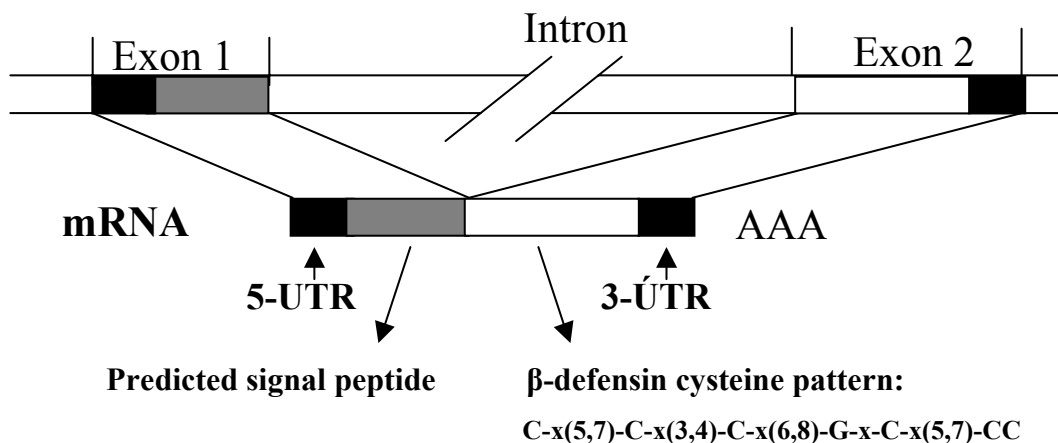 Intron
Exon 1
Exon 2
mRNA
AAA
5-UTR
3-ÚTR
Predicted signal peptide
β-defensin cysteine pattern:
C-x(5,7)-C-x(3,4)-C-x(6,8)-G-x-C-x(5,7)-CC